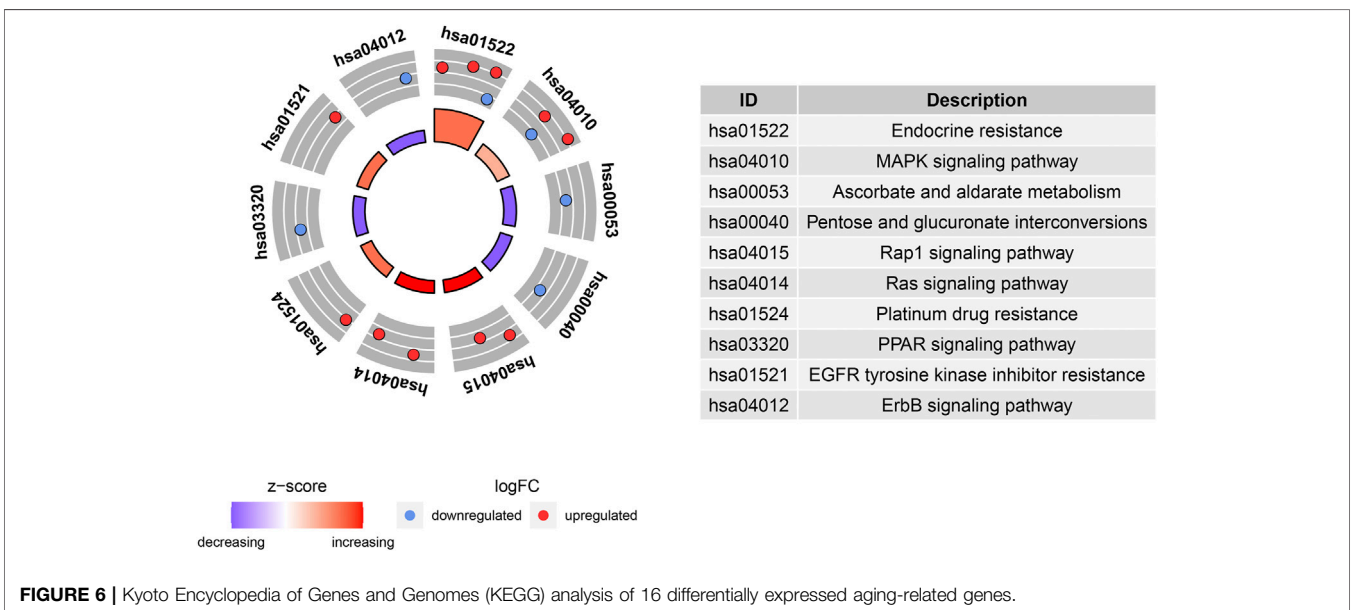 hsa01522
hsa04010
hsa00053
hsa00040
hsa04015
hsa04014
hsa01524
hsa03320
hsa01521
hsa04012
ID Description
hsa01522 Endocrine resistance
hsa04010 MAPK signaling pathway
hsa00053 Ascorbate and aldarate metabolism
hsa00040 Pentose and glucuronate interconversions
hsa04015 Rap1 signaling pathway
hsa04014 Ras signaling pathway
hsa01524 Platinum drug resistance
hsa03320 PPAR signaling pathway
hsa01521 EGFR tyrosine kinase inhibitor resistance
hsa04012 ErbB signaling pathway
z−score
decreasing increasing
logFC
downregulated upregulated
FIGURE 6 | Kyoto Encyclopedia of Genes and Genomes (KEGG) analysis of 16 differentially expressed aging-related genes.